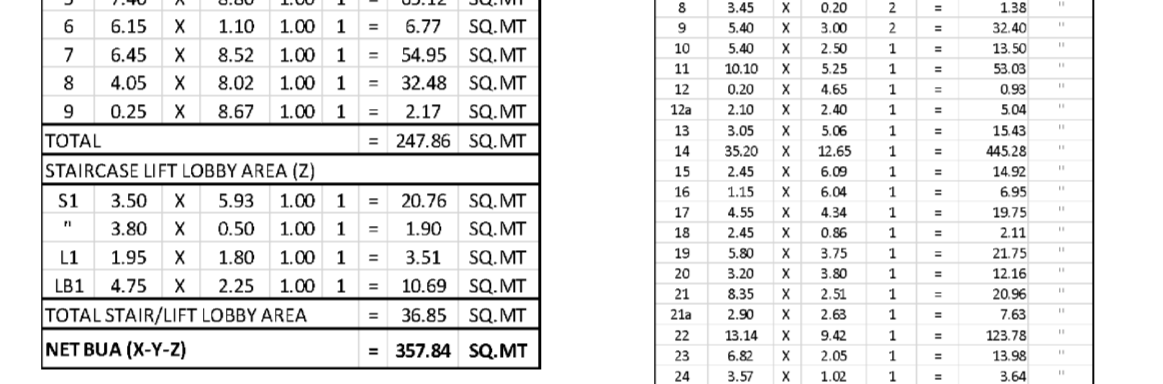 6 6.15 X 1.10 1.00 1 = 6.77 SQ.MT
7 6.45 X 8.52 1.00 1 = 54.95 SQ.MT
8 4.05 X 8.02 1.00 1 = 32.48 SQ.MT
9 0.25 X 8.67 1.00 1 = 2.17 SQ.MT
TOTAL = 247.86 SQ.MT
STAIRCASE LIFT LOBBY AREA (Z)
S1 3.50 X 5.93 1.00 1 = 20.76 SQ.MT
" 3.80 X 0.50 1.00 1 = 1.90 SQ.MT
L1 1.95 X 1.80 1.00 1 = 3.51 SQ.MT
LB1 4.75 X 2.25 1.00 1 = 10.69 SQ.MT
TOTAL STAIR/LIFT LOBBY AREA = 36.85 SQ.MT
NET BUA (X-Y-Z) = 357.84 SQ.MT
8 3.45 X 0.20 2 = 1.38 "
9 5.40 X 3.00 2 = 32.40 "
10 5.40 X 2.50 1 = 13.50 "
11 10.10 X 5.25 1 = 53.03 "
12 0.20 X 4.65 1 = 0.93 "
12a 2.10 X 2.40 1 = 5.04 "
13 3.05 X 5.06 1 = 15.43 "
14 35.20 X 12.65 1 = 445.28 "
15 2.45 X 6.09 1 = 14.92 "
16 1.15 X 6.04 1 = 6.95 "
17 4.55 X 4.34 1 = 19.75 "
18 2.45 X 0.86 1 = 2.11 "
19 5.80 X 3.75 1 = 21.75 "
20 3.20 X 3.80 1 = 12.16 "
21 8.35 X 2.51 1 = 20.96 "
21a 2.90 X 2.63 1 = 7.63 "
22 13.14 X 9.42 1 = 123.78 "
23 6.82 X 2.05 1 = 13.98 "
24 3.57 X 1.02 1 = 3.64 "